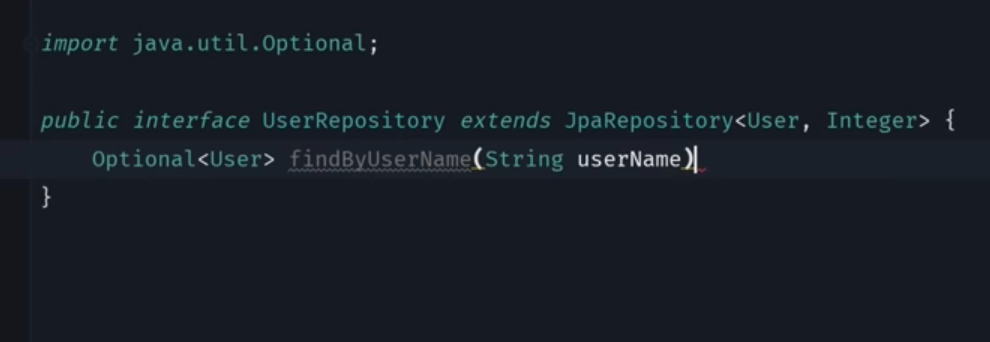 import java.util.Optional;
public interface UserRepository extends JpaRepository<User, Integer> {
Optional<User> findByUserName(String userName)
}